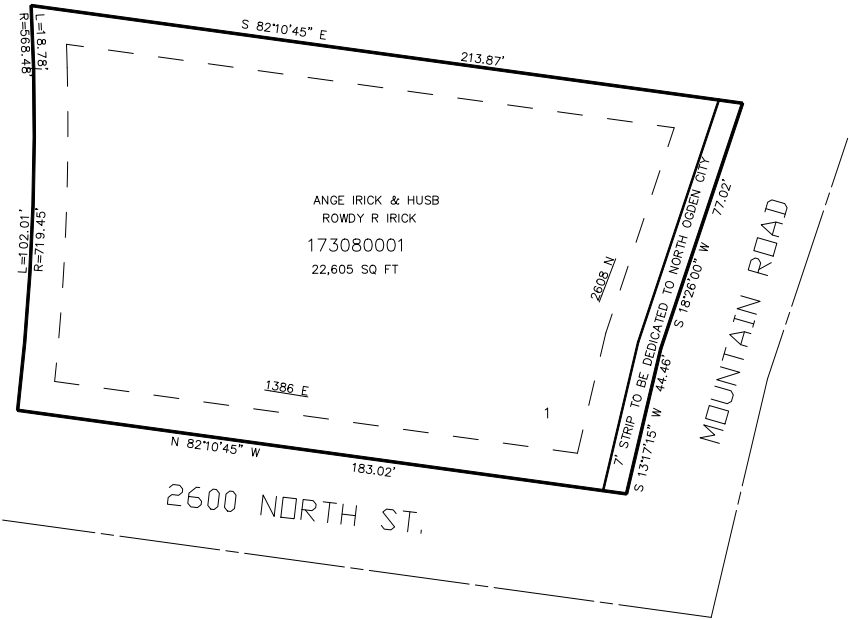 S 82°10'45" E
213.87'
L=18.78'
R=568.48'
ANGE IRICK & HUSB
ROWDY R IRICK
173080001
22,605 SQ FT
L=102.01'
R=719.45'
2608 N
7' STRIP TO BE DEDICATED TO NORTH OGDEN CITY
77.02'
S 18°26'00" W
44.46'
S 13°17'15" W
MOUNTAIN ROAD
1386 E
1
N 82°10'45" W
183.02'
2600 NORTH ST.